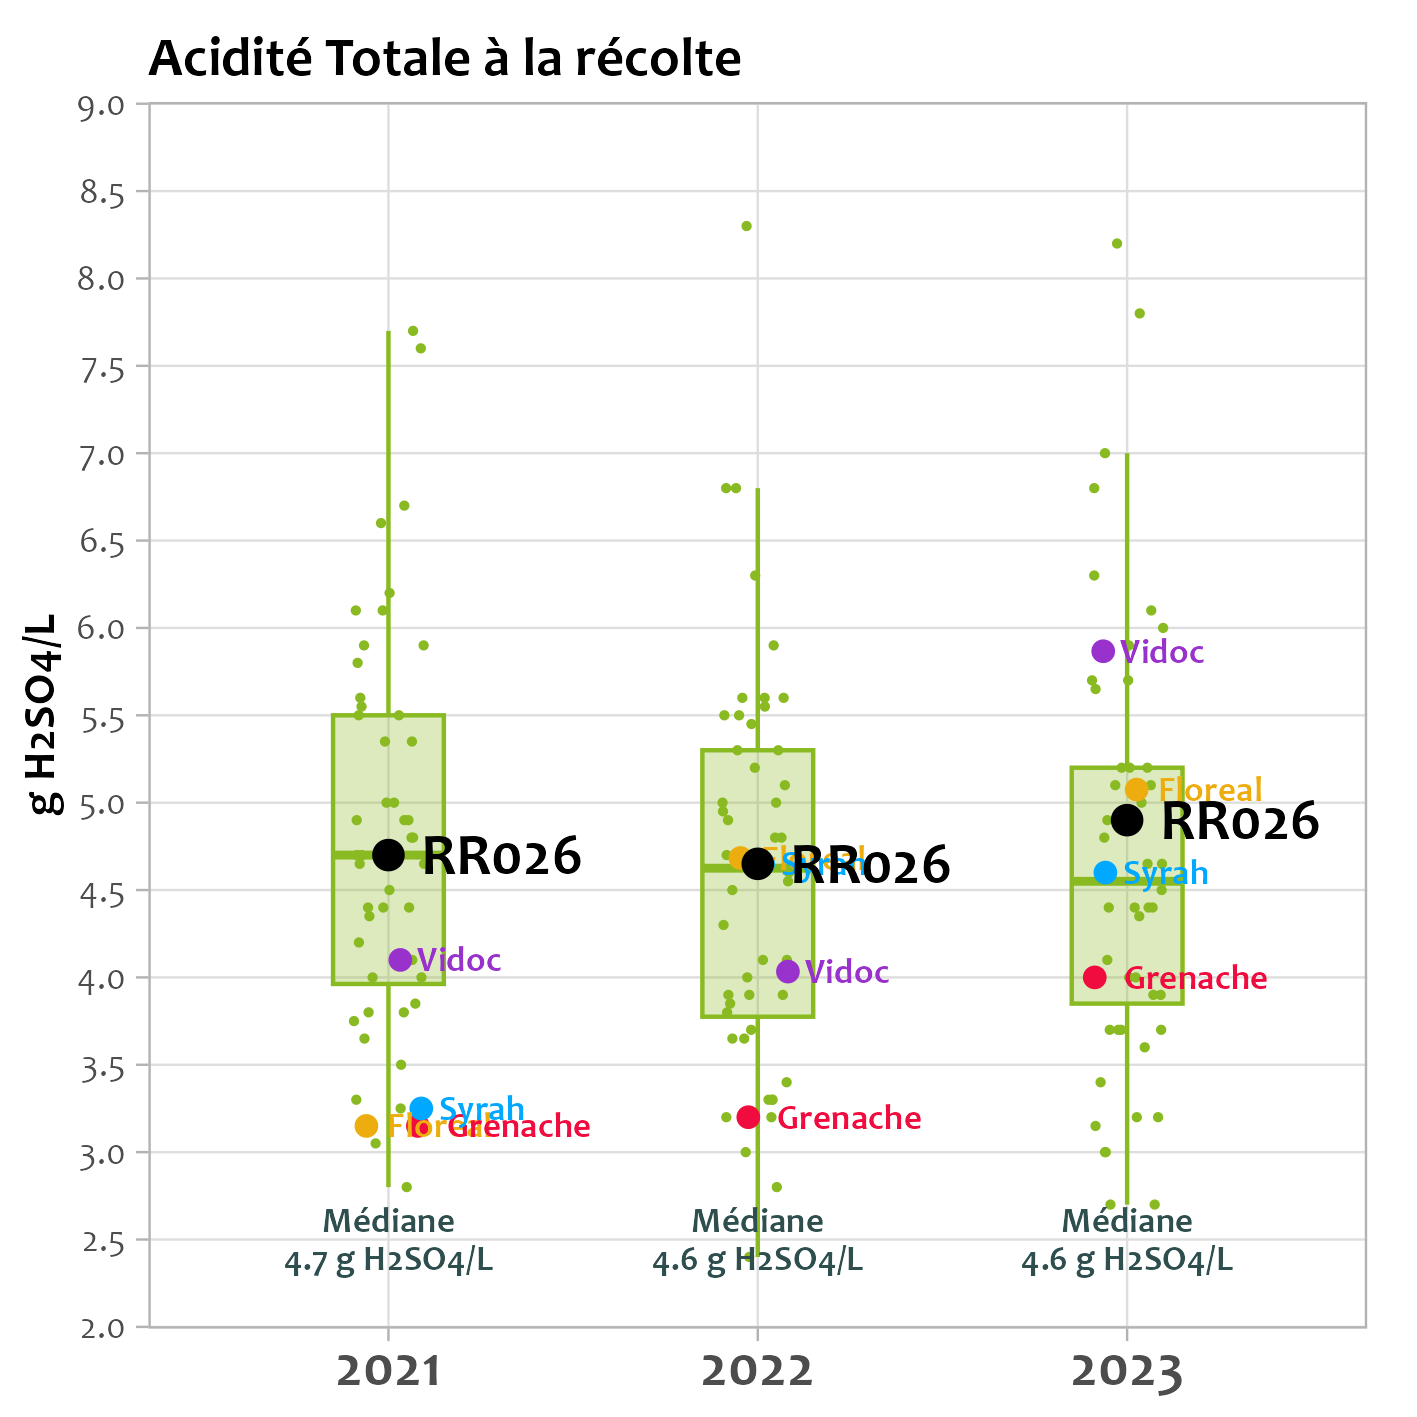 Acidité Totale à la récolte
g H2SO4/L
9.0
8.5
8.0
7.5
7.0
6.5
6.0
5.5
5.0
4.5
4.0
3.5
3.0
2.5
2.0
RR026
Vidoc
Syrah
Floreal
Grenache
Médiane
4.7 g H2SO4/L
Floreal
Syrah
RR026
Vidoc
Grenache
Médiane
4.6 g H2SO4/L
Vidoc
Floreal
RR026
Syrah
Grenache
Médiane
4.6 g H2SO4/L
2021
2022
2023